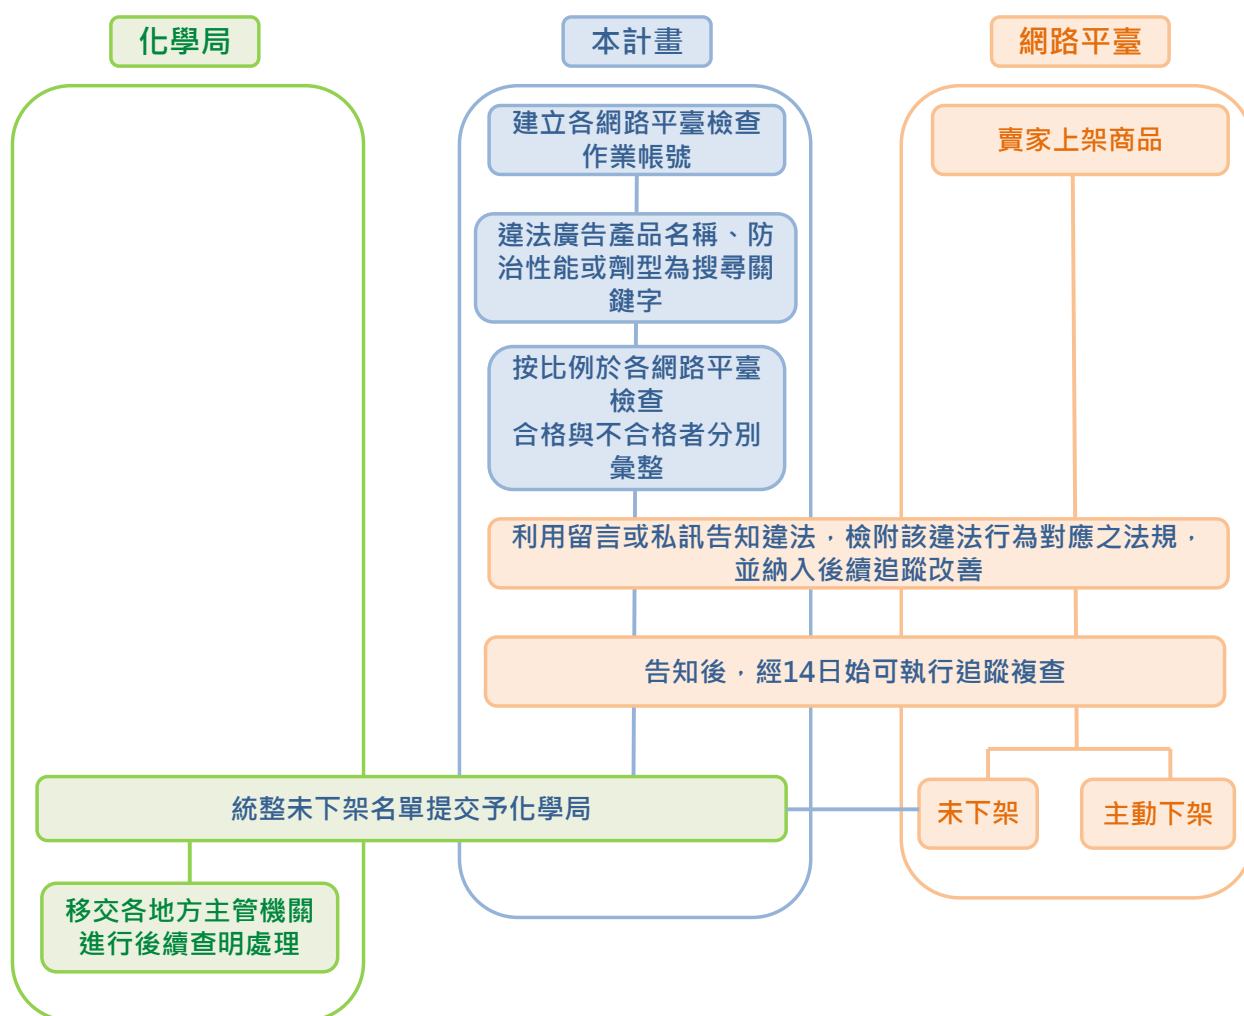 化學局
本計畫
網路平臺
建立各網路平臺檢查
作業帳號
賣家上架商品
違法廣告產品名稱、防
治性能或劑型為搜尋關
鍵字
按比例於各網路平臺
檢查
合格與不合格者分別
彙整
利用留言或私訊告知違法，檢附該違法行為對應之法規，
並納入後續追蹤改善
告知後，經14日始可執行追蹤複查
統整未下架名單提交予化學局
未下架
主動下架
移交各地方主管機關
進行後續查明處理